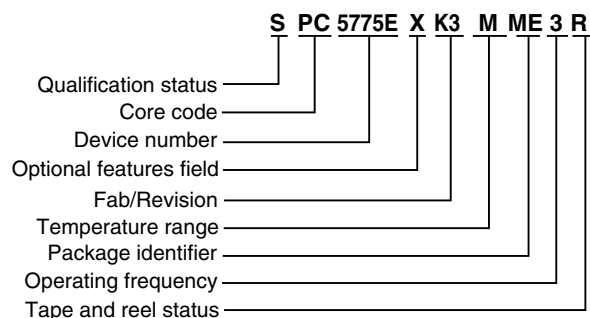 S PC 5775E X K3 M ME 3 R
Qualification status
Core code
Device number
Optional features field
Fab/Revision
Temperature range
Package identifier
Operating frequency
Tape and reel status